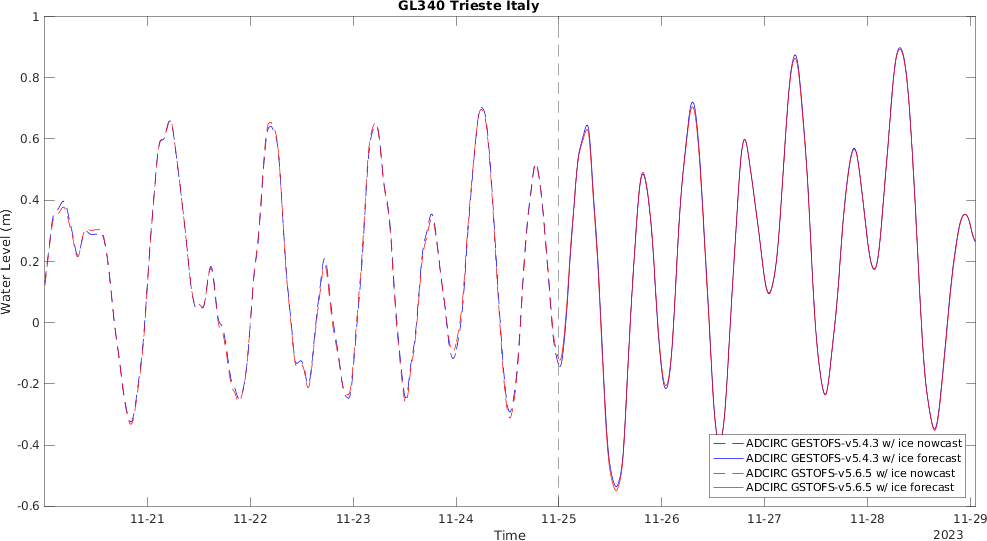 GL340 Trieste Italy
1
0.8
0.6
0.4
0.2
0
-0.2
-0.4
-0.6
Water Level (m)
ADCIRC GESTOFS-v5.4.3 w/ ice nowcast
ADCIRC GESTOFS-v5.4.3 w/ ice forecast
ADCIRC GSTOFS-v5.6.5 w/ ice nowcast
ADCIRC GSTOFS-v5.6.5 w/ ice forecast
11-21 11-22 11-23 11-24 11-25 11-26 11-27 11-28 11-29
Time
2023